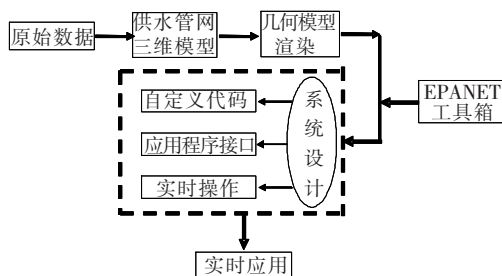 原始数据
供水管网
三维模型
几何模型
渲染
EPANET
工具箱
自定义代码
应用程序接口
实时操作
系统设计
实时应用